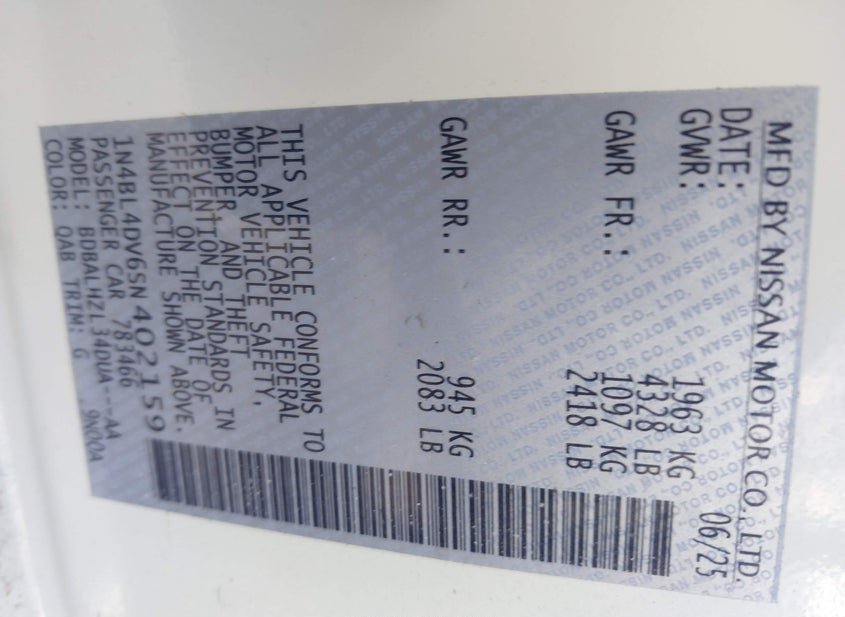 MFD BY NISSAN MOTOR CO., LTD.
DATE: 06/25
GVWR: 1963 KG
4328 LB
GAWR FR.: 1097 KG
2418 LB
GAWR RR.: 945 KG
2083 LB
THIS VEHICLE CONFORMS TO
ALL APPLICABLE FEDERAL
MOTOR VEHICLE SAFETY,
BUMPER AND THEFT
PREVENTION STANDARDS IN
EFFECT ON THE DATE OF
MANUFACTURE SHOWN ABOVE.
1N4BL4DV6SN402159
PASSENGER CAR 783466
MODEL: BDBALHZL34DUA--AA
COLOR: QAB TRIM: G 9N00A